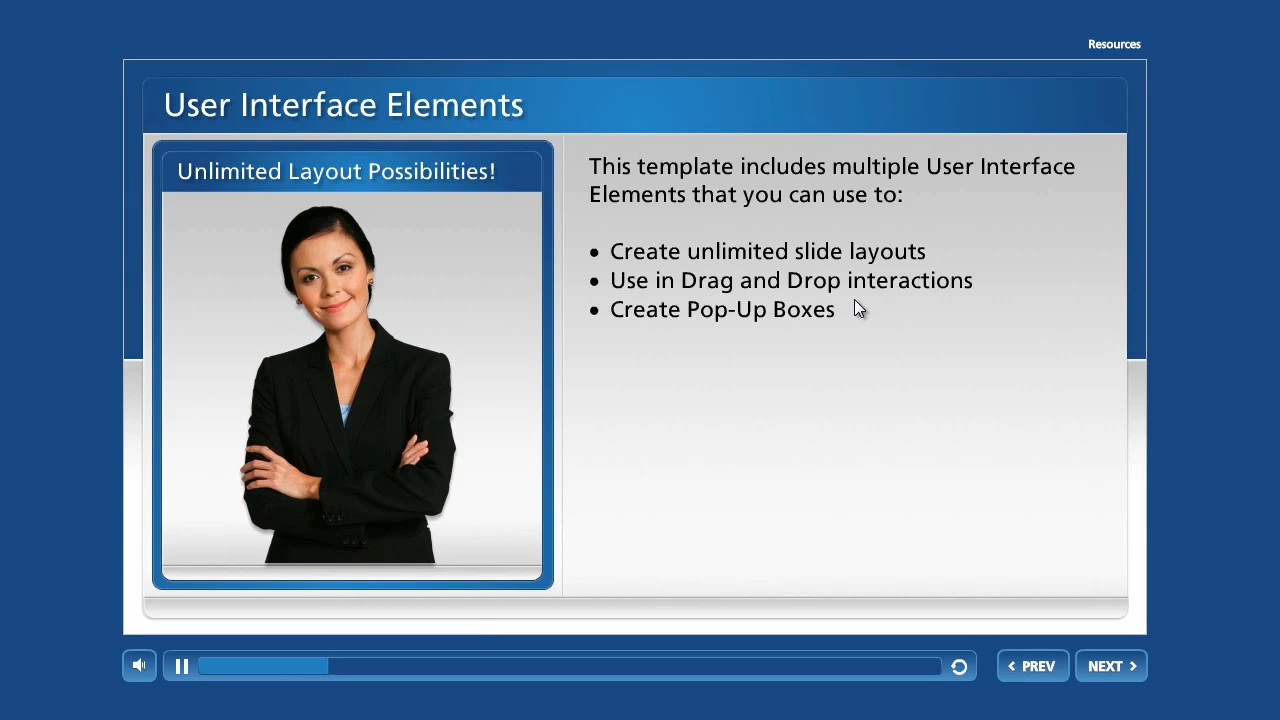 Resources
User Interface Elements
Unlimited Layout Possibilities!
This template includes multiple User Interface
Elements that you can use to:
• Create unlimited slide layouts
• Use in Drag and Drop interactions
• Create Pop-Up Boxes
PREV
NEXT